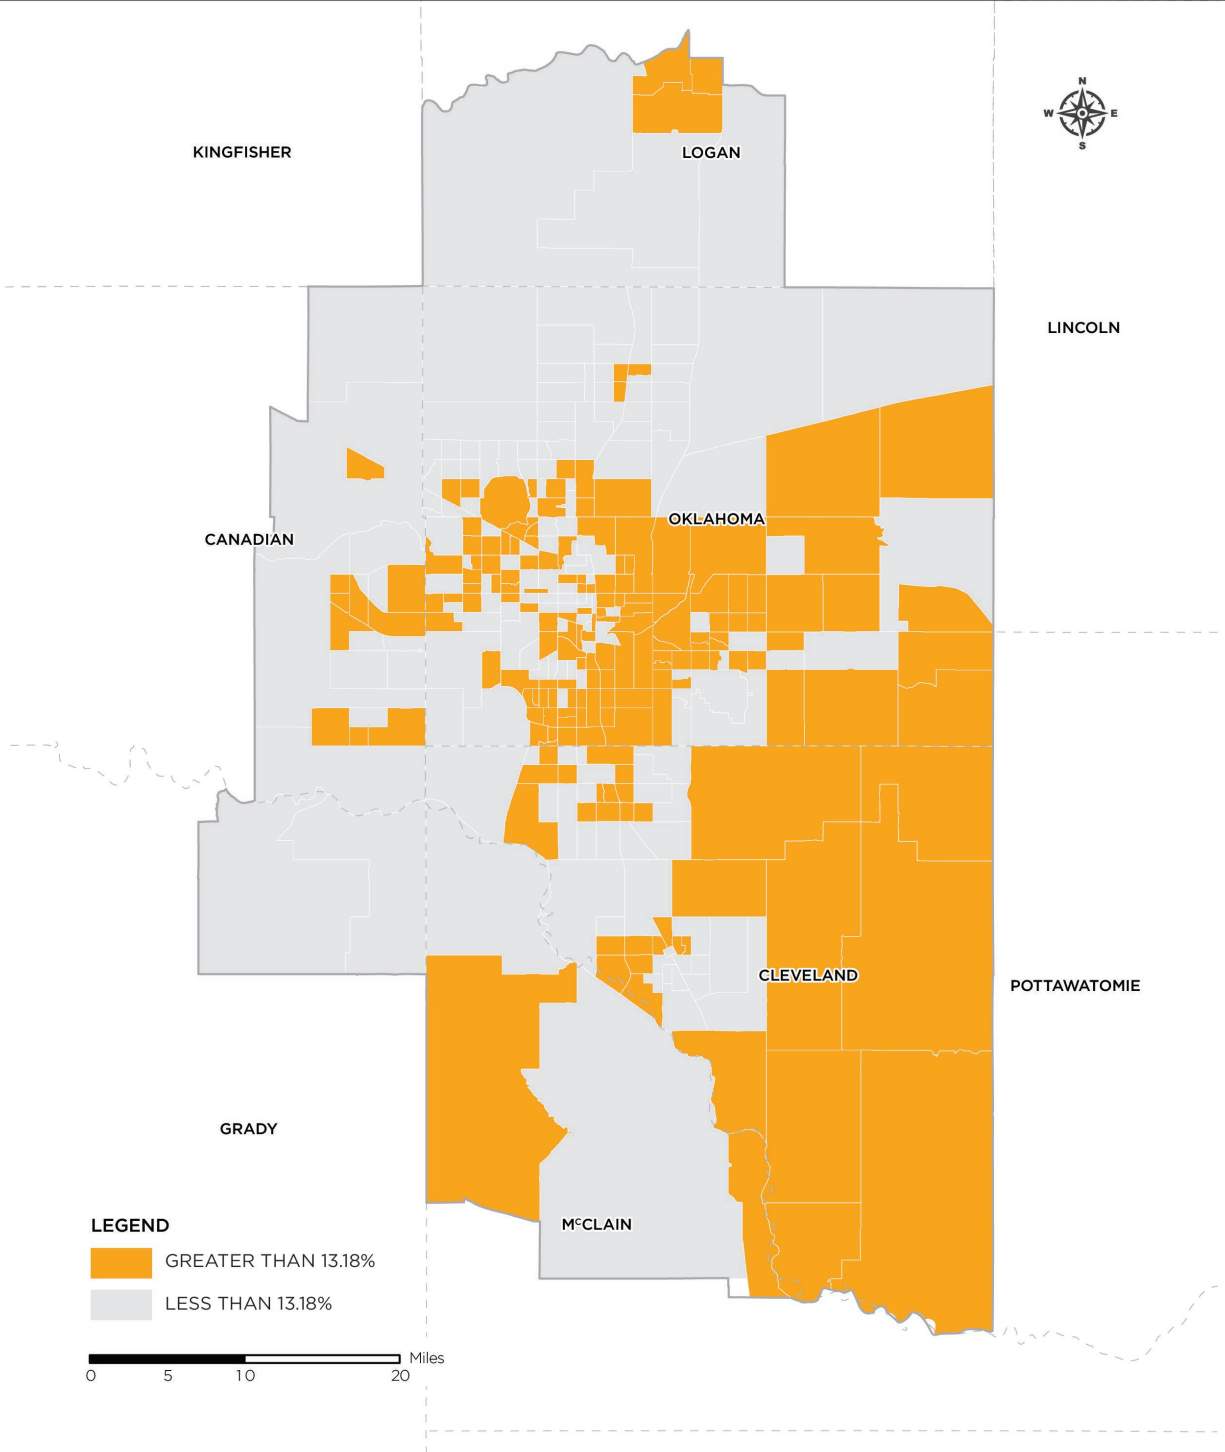 N
W E
S
KINGFISHER
LOGAN
LINCOLN
OKLAHOMA
CANADIAN
CLEVELAND
POTTAWATOMIE
GRADY
McCLAIN
LEGEND
GREATER THAN 13.18%
LESS THAN 13.18%
Miles
0 5 10 20